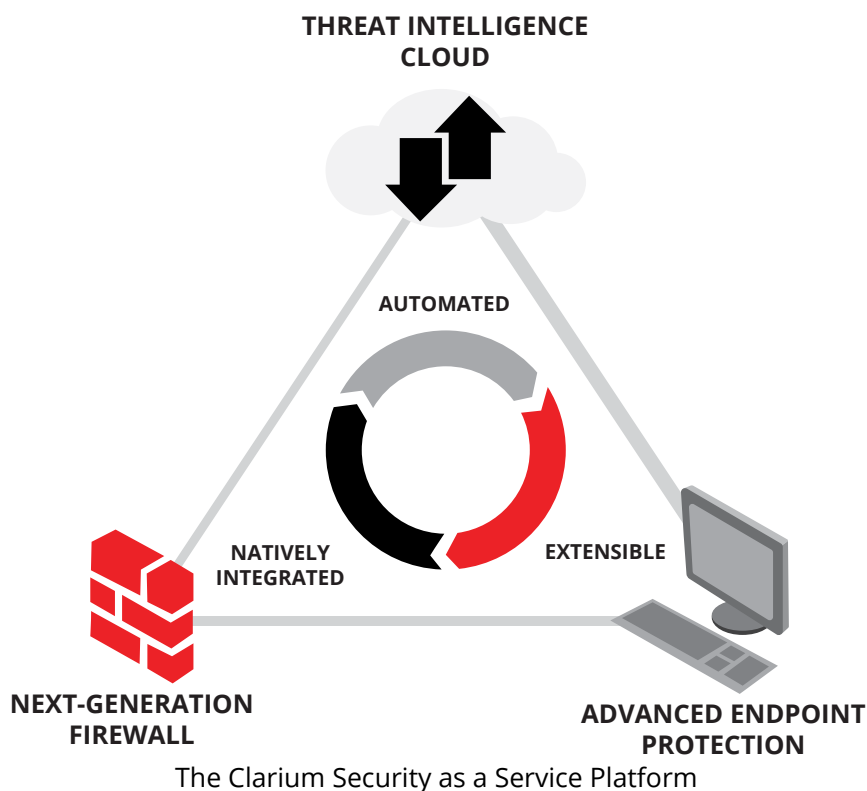 THREAT INTELLIGENCE
CLOUD
AUTOMATED
NATIVELY
INTEGRATED
EXTENSIBLE
NEXT-GENERATION
FIREWALL
ADVANCED ENDPOINT
PROTECTION
The Clarium Security as a Service Platform